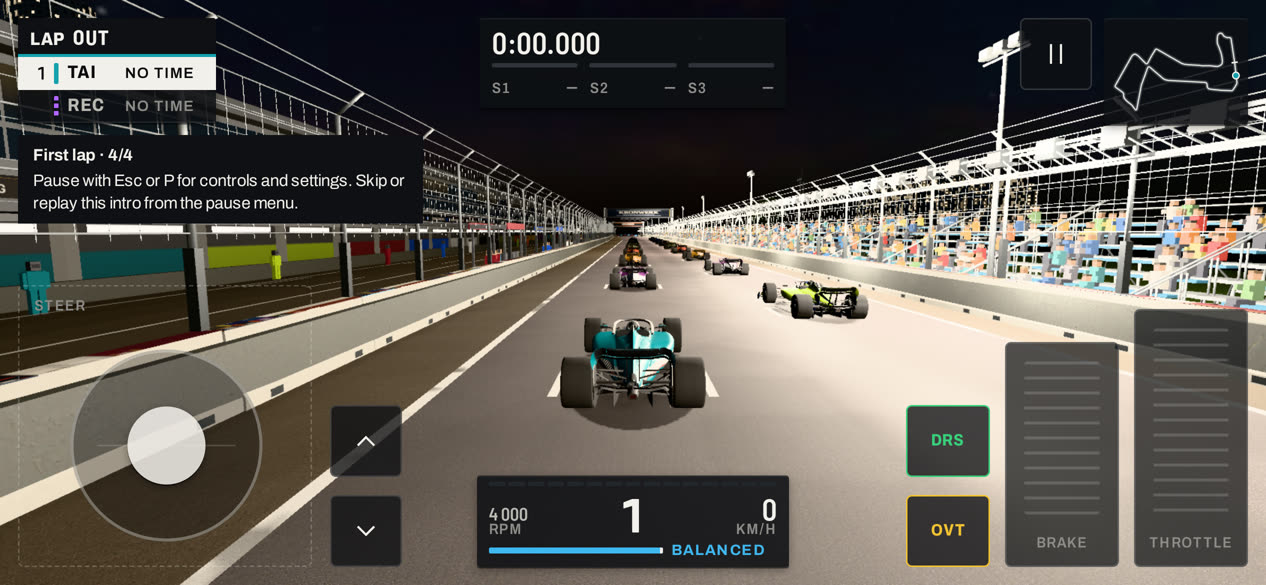 LAP OUT
1 TAI NO TIME
REC NO TIME
0:00.000
S1 – S2 – S3 –
First lap · 4/4
Pause with Esc or P for controls and settings. Skip or
replay this intro from the pause menu.
STEER
DRS
OVT
4 000
RPM
1
0
KM/H
BALANCED
BRAKE
THROTTLE